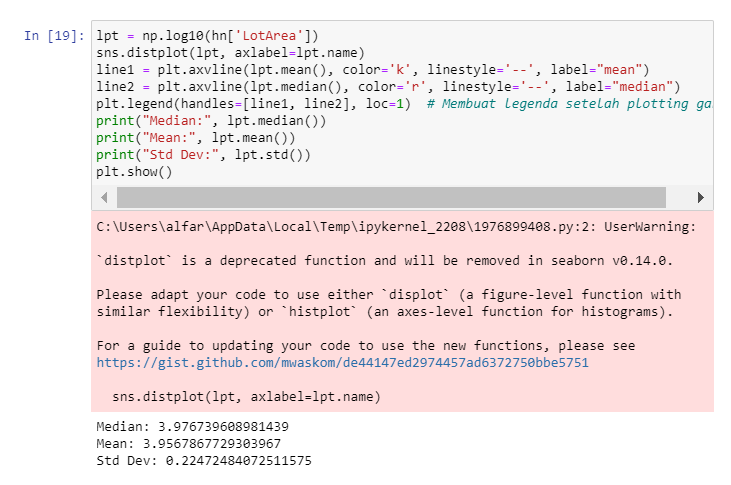 In [19]: lpt = np.log10(hn['LotArea'])
sns.distplot(lpt, axlabel=lpt.name)
line1 = plt.axvline(lpt.mean(), color='k', linestyle='--', label="mean")
line2 = plt.axvline(lpt.median(), color='r', linestyle='--', label="median")
plt.legend(handles=[line1, line2], loc=1)  # Membuat legenda setelah plotting ga
print("Median:", lpt.median())
print("Mean:", lpt.mean())
print("Std Dev:", lpt.std())
plt.show()
C:\Users\alfar\AppData\Local\Temp\ipykernel_2208\1976899408.py:2: UserWarning:
`distplot` is a deprecated function and will be removed in seaborn v0.14.0.
Please adapt your code to use either `displot` (a figure-level function with
similar flexibility) or `histplot` (an axes-level function for histograms).
For a guide to updating your code to use the new functions, please see
https://gist.github.com/mwaskom/de44147ed2974457ad6372750bbe5751
sns.distplot(lpt, axlabel=lpt.name)
Median: 3.976739608981439
Mean: 3.9567867729303967
Std Dev: 0.22472484072511575